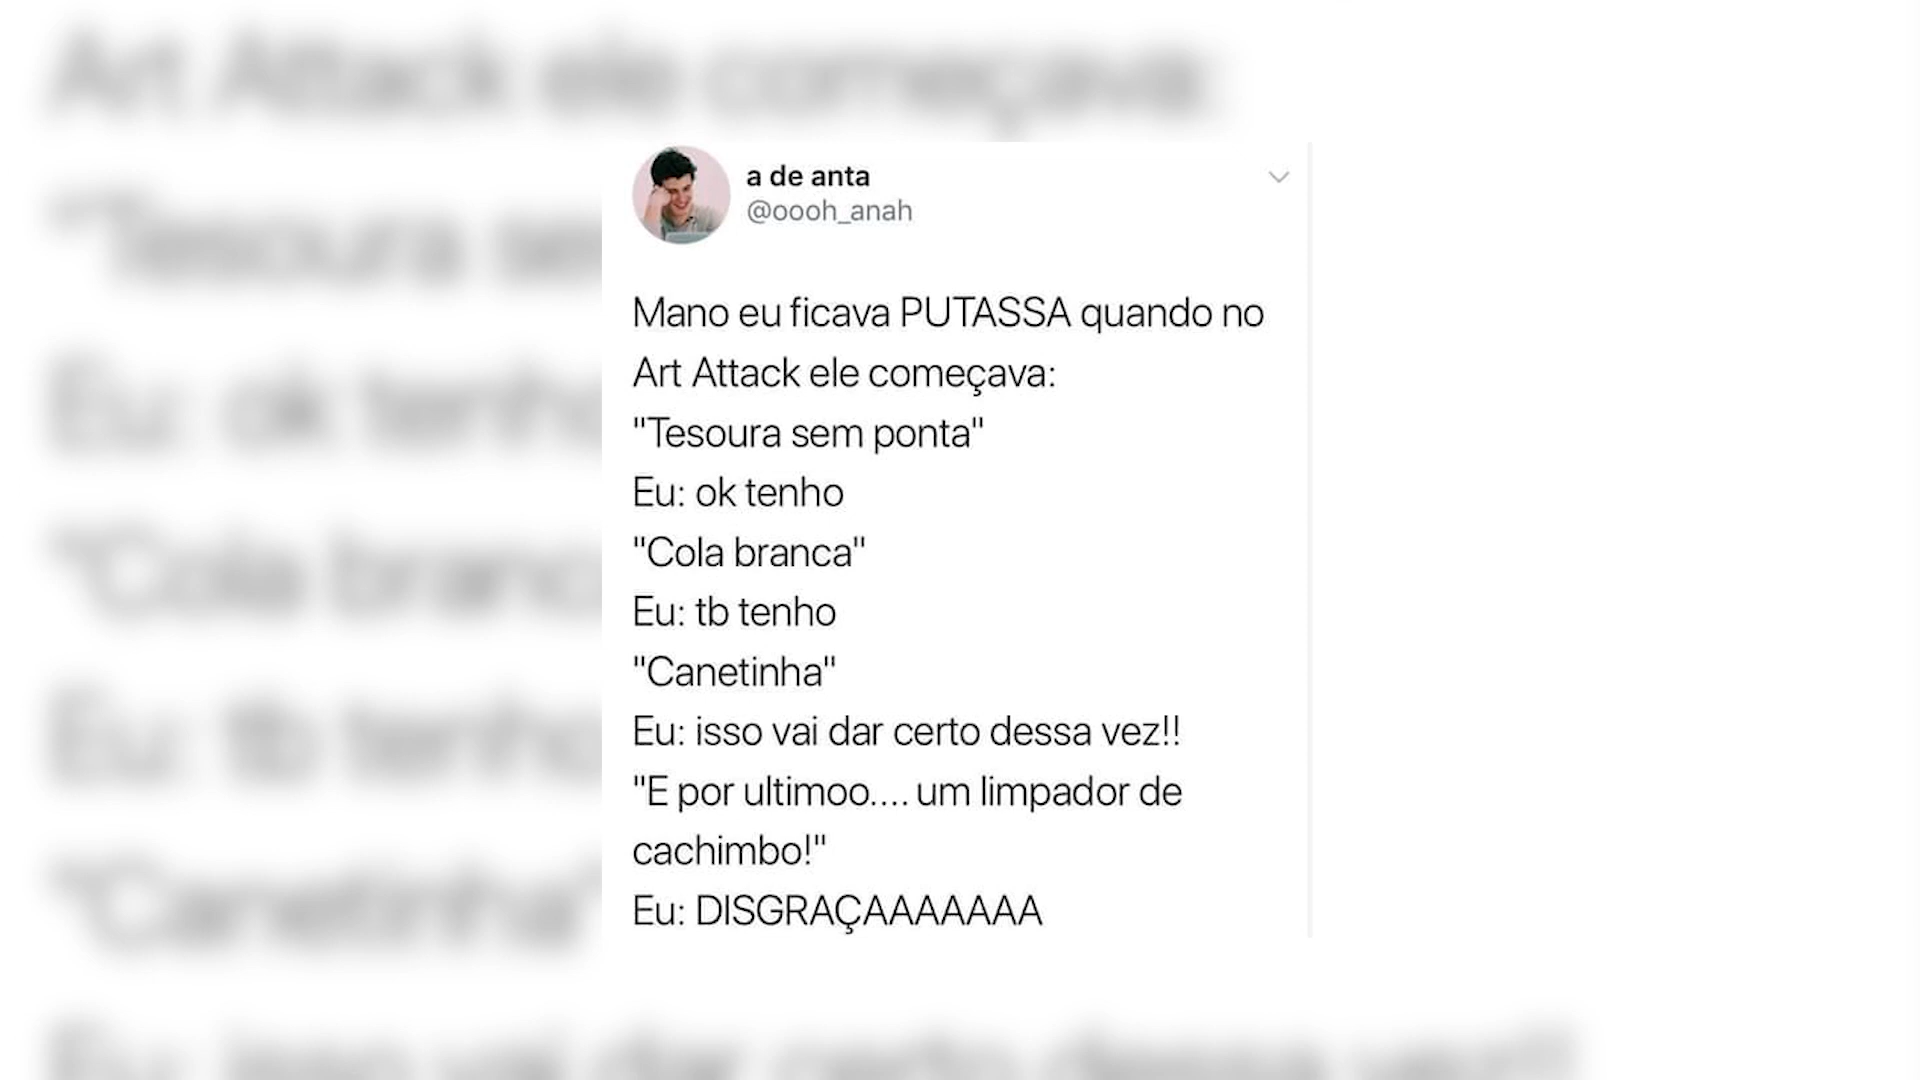 a de anta
@oooh_anah
Mano eu ficava PUTASSA quando no
Art Attack ele começava:
"Tesoura sem ponta"
Eu: ok tenho
"Cola branca"
Eu: tb tenho
"Canetinha"
Eu: isso vai dar certo dessa vez!!
"E por ultimoo.... um limpador de
cachimbo!"
Eu: DISGRAÇAAAAAAA